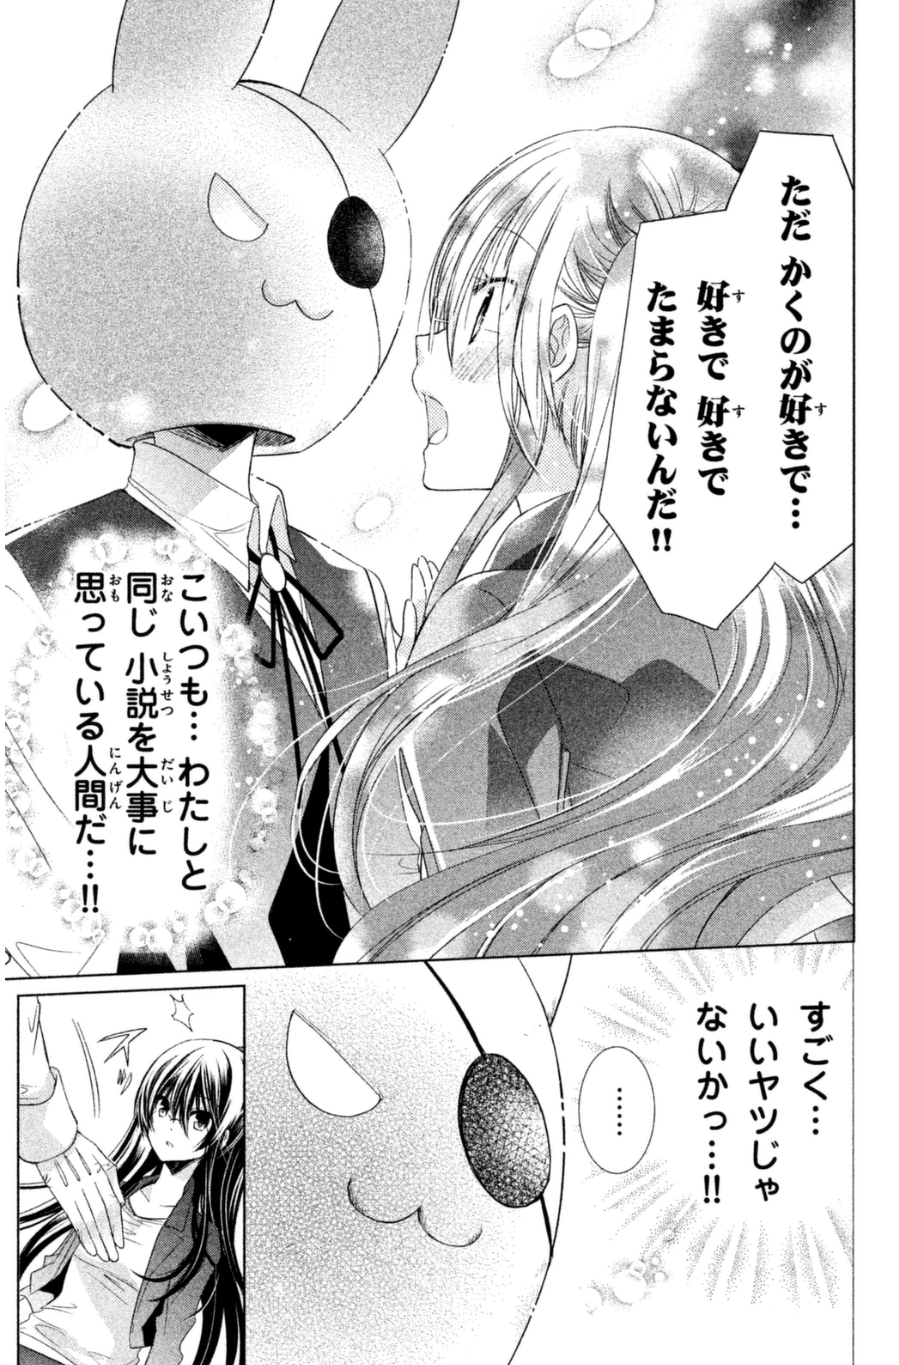 ただ かくのが好きで…
好きで 好きで
たまらないんだ!!
こいつも… わたしと
同じ 小説を大事に
思っている人間だ…!!
すごく…
いいヤツじゃ
ないかっ…!!
……